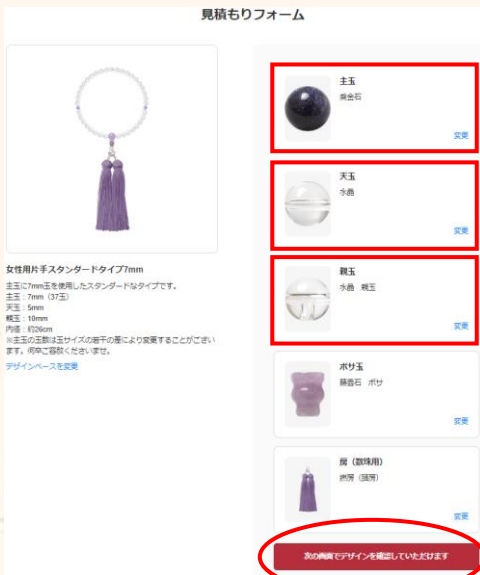 見積もりフォーム
女性用片手スタンダードタイプ7mm
主玉に7mm玉を使用したスタンダードなタイプです。
主玉：7mm（37玉）
天玉：5mm
親玉：10mm
内径：約26cm
※主玉の玉数は玉サイズの若干の差により変更することがござい
ます。何卒ご容赦くださいませ。
デザインベースを変更
主玉
紫金石
変更
天玉
水晶
変更
親玉
水晶 親玉
変更
ボサ玉
藤雲石 ボサ
変更
房（数珠用）
変更
次の画面でデザインを確認していただけます